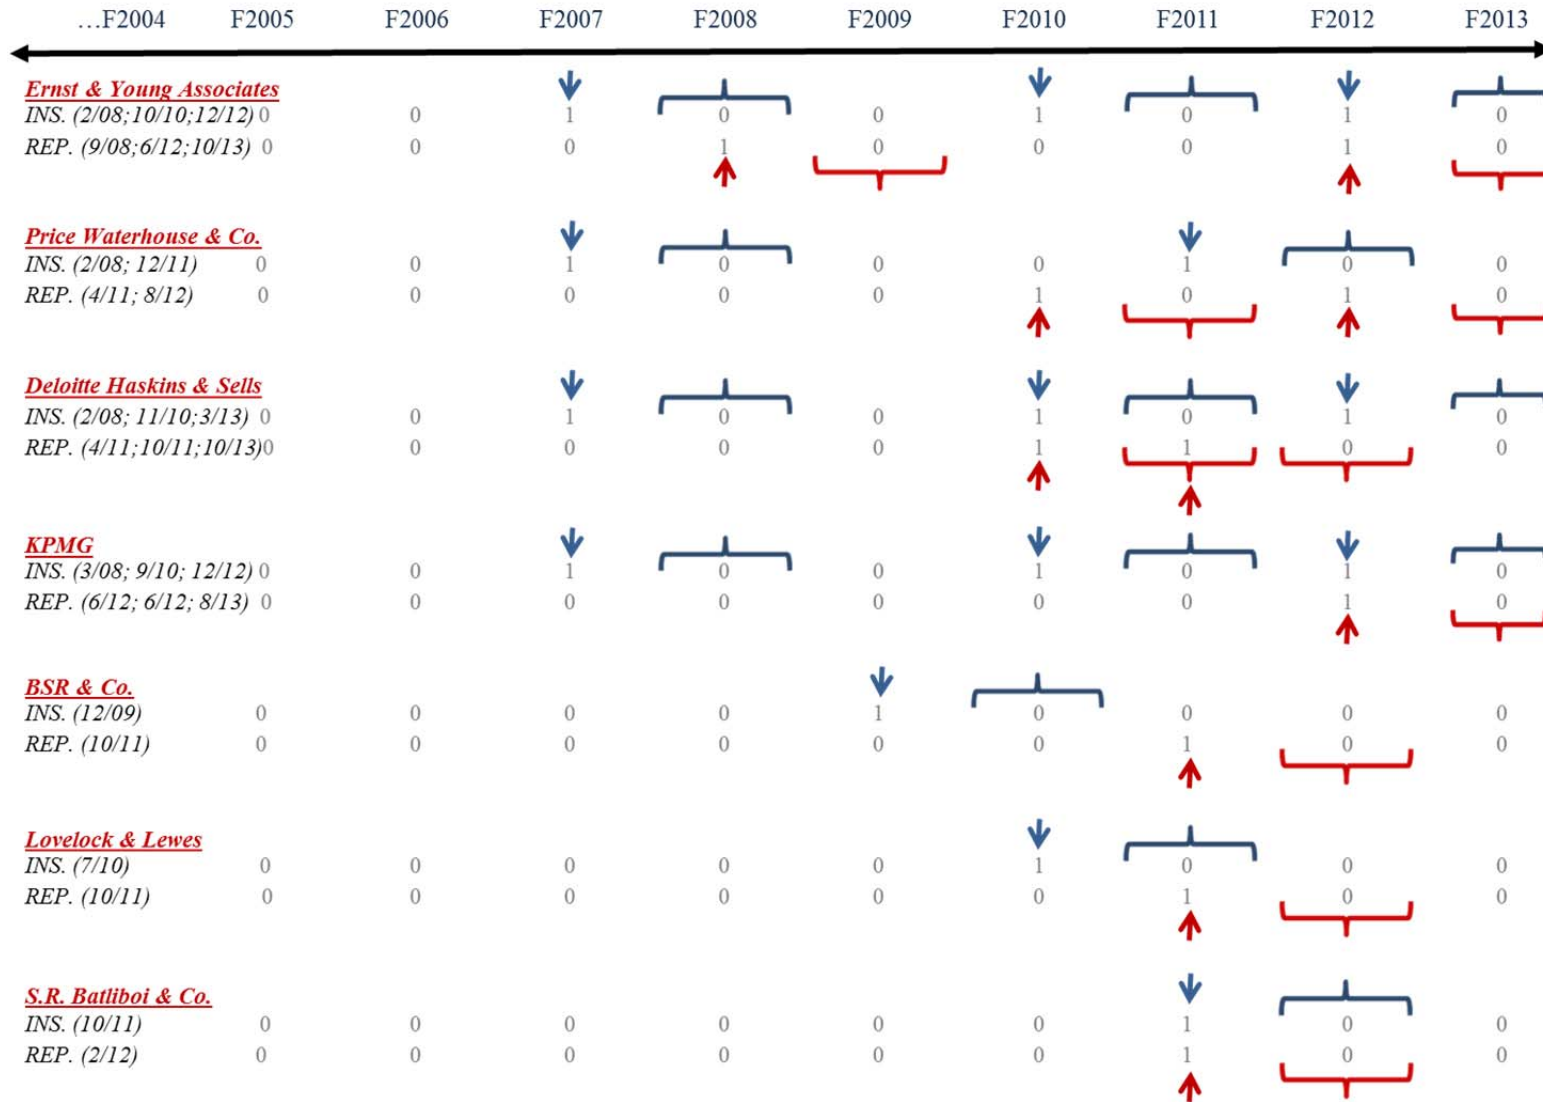 …F2004 F2005 F2006 F2007 F2008 F2009 F2010 F2011 F2012 F2013
Ernst & Young Associates
INS. (2/08;10/10;12/12) 0 0 1 0 0 1 0 1 0
REP. (9/08;6/12;10/13) 0 0 0 1 0 0 0 1 0
Price Waterhouse & Co.
INS. (2/08; 12/11) 0 0 1 0 0 0 1 0 0
REP. (4/11; 8/12) 0 0 0 0 0 1 0 1 0
Deloitte Haskins & Sells
INS. (2/08; 11/10;3/13) 0 0 1 0 0 1 0 1 0
REP. (4/11;10/11;10/13)0 0 0 0 0 1 1 0 0
KPMG
INS. (3/08; 9/10; 12/12) 0 0 1 0 0 1 0 1 0
REP. (6/12; 6/12; 8/13) 0 0 0 0 0 0 0 1 0
BSR & Co.
INS. (12/09) 0 0 0 0 1 0 0 0 0
REP. (10/11) 0 0 0 0 0 0 1 0 0
Lovelock & Lewes
INS. (7/10) 0 0 0 0 0 1 0 0 0
REP. (10/11) 0 0 0 0 0 0 1 0 0
S.R. Batliboi & Co.
INS. (10/11) 0 0 0 0 0 0 1 0 0
REP. (2/12) 0 0 0 0 0 0 1 0 0